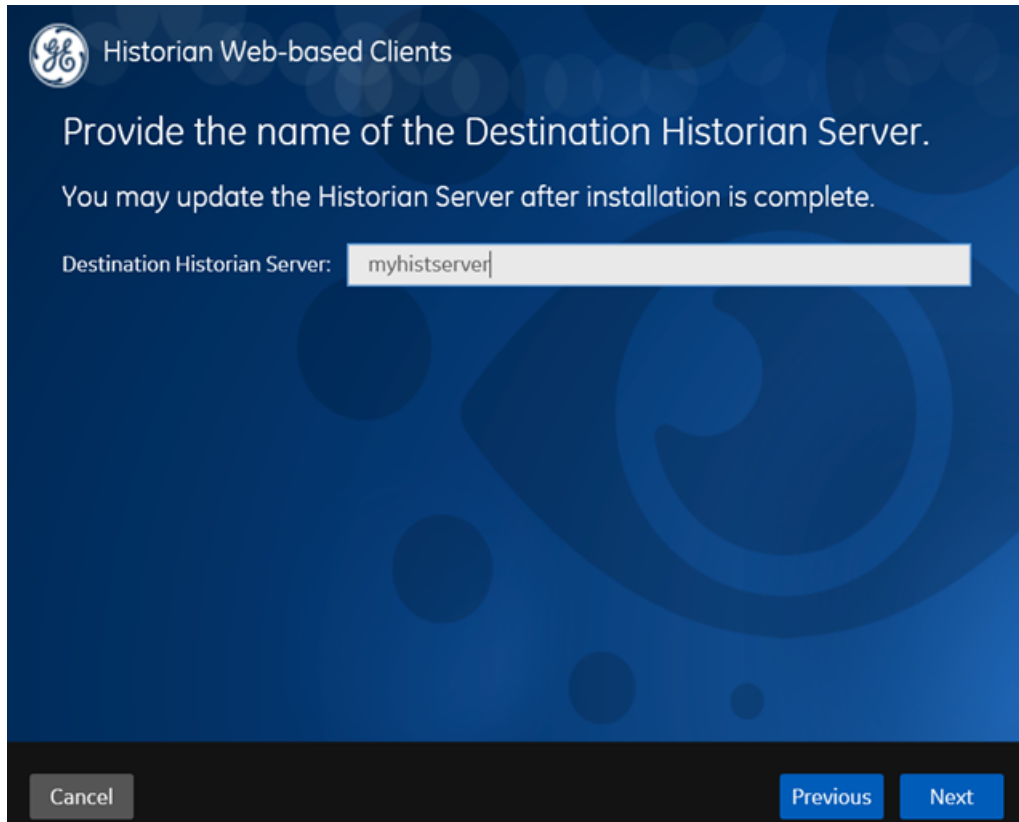 Historian Web-based Clients
Provide the name of the Destination Historian Server.
You may update the Historian Server after installation is complete.
Destination Historian Server: myhistserver
Cancel Previous Next